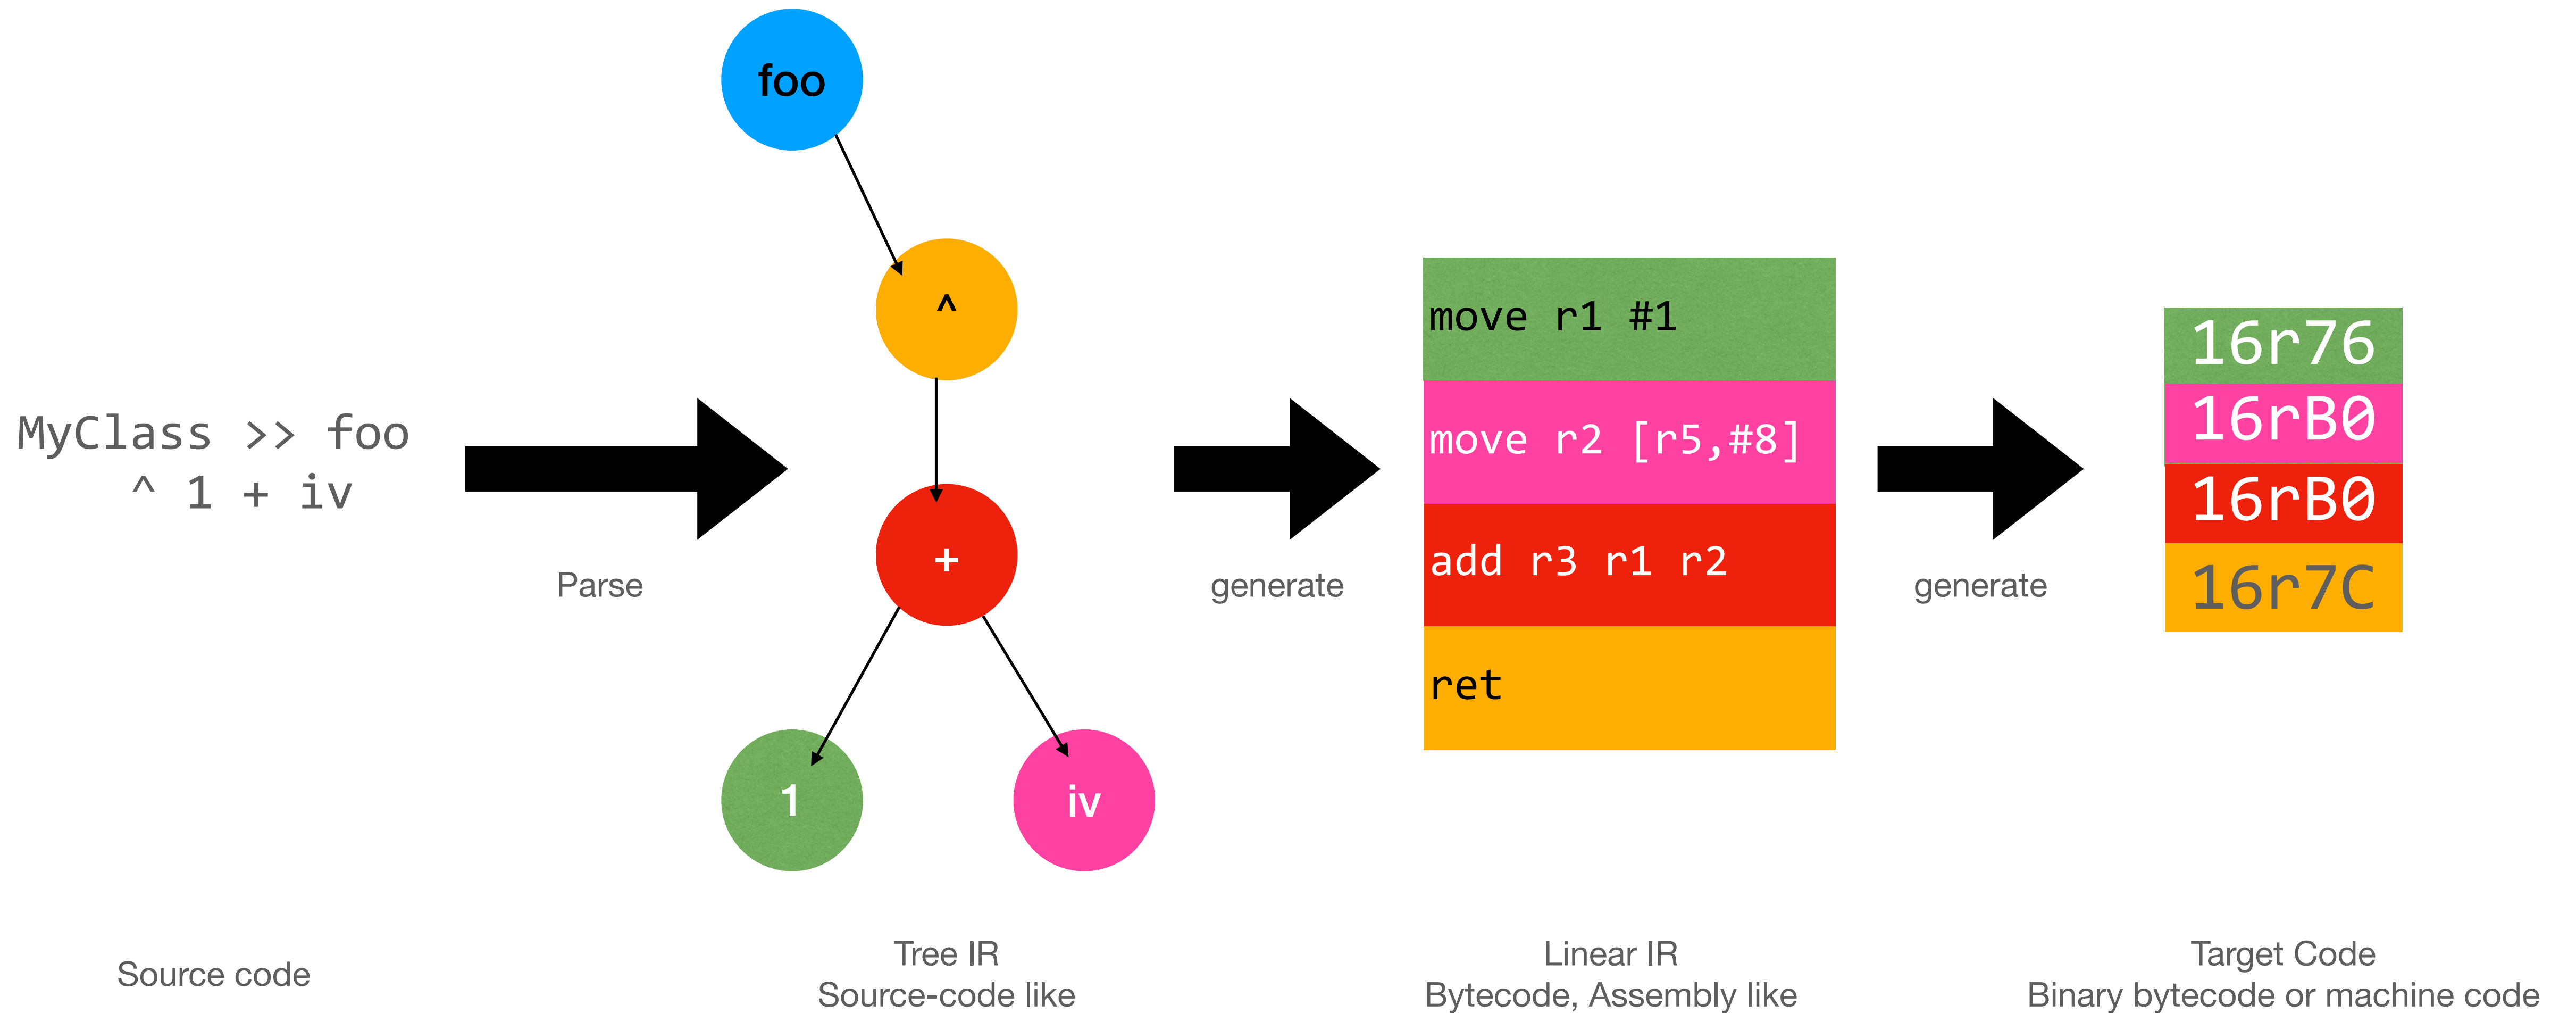 MyClass >> foo
^ 1 + iv
Parse
foo
^
+
1
iv
generate
move r1 #1
move r2 [r5,#8]
add r3 r1 r2
ret
generate
16r76
16rB0
16rB0
16r7C
Source code
Tree IR
Source-code like
Linear IR
Bytecode, Assembly like
Target Code
Binary bytecode or machine code